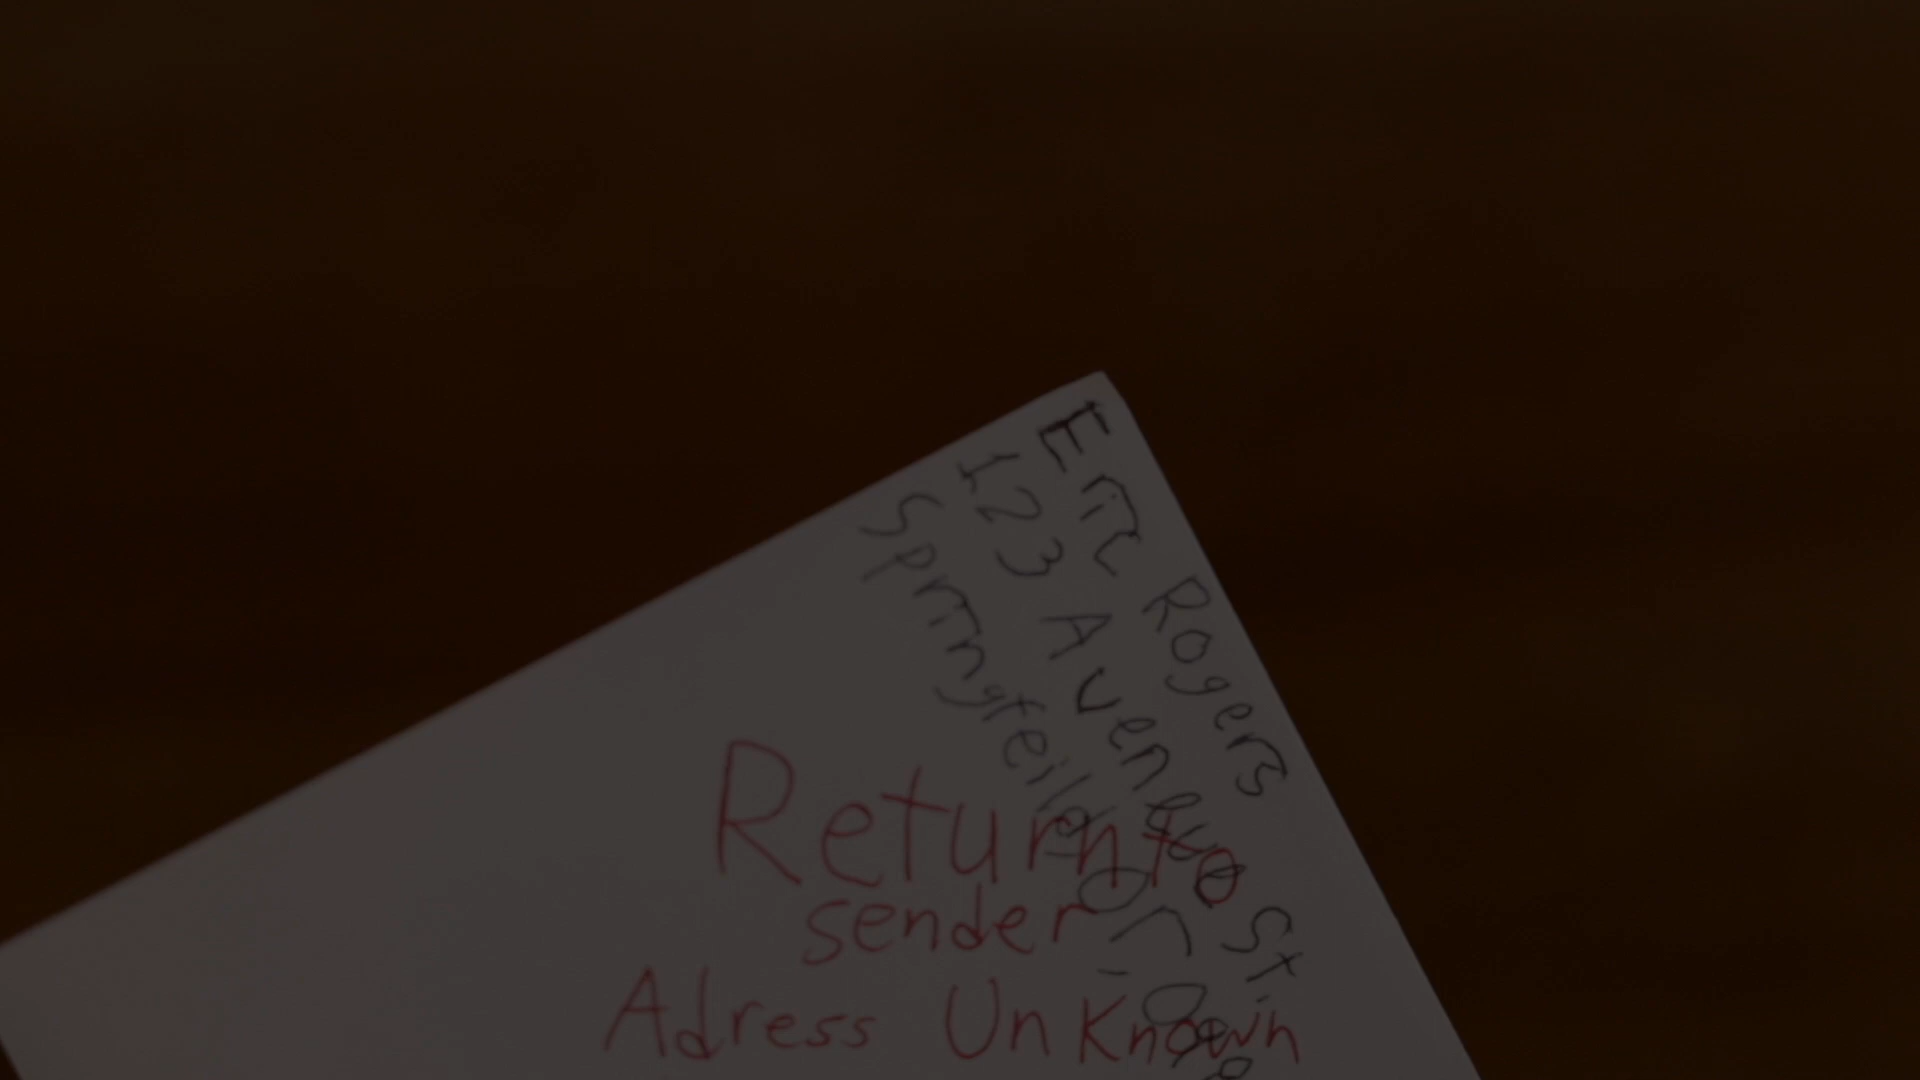 Eric Rogers
123 Avenue St.
Springfeild, Or,
Return to
sender
Adress UnKnown